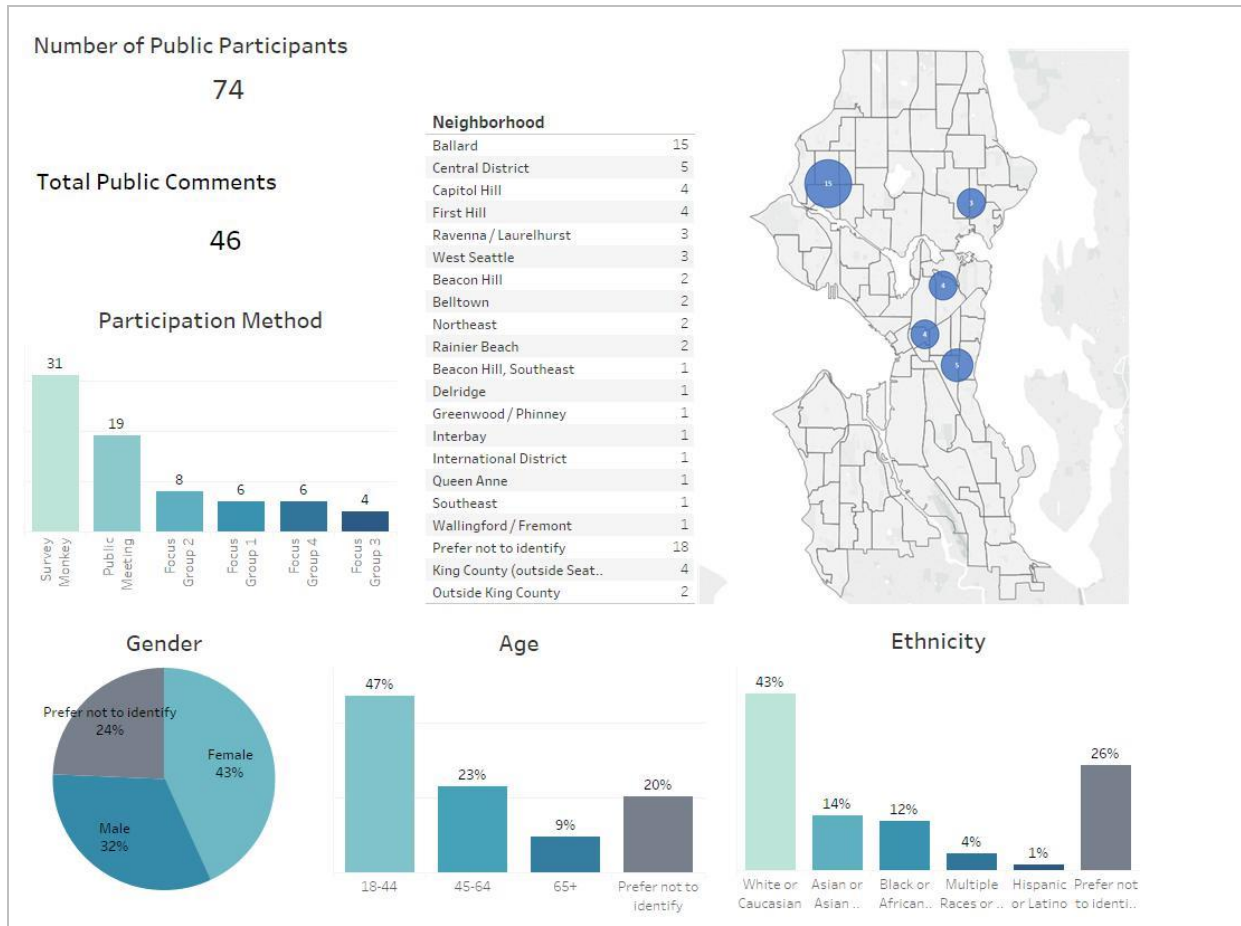 Number of Public Participants
74
Total Public Comments
46
Participation Method
31
19
8
6
6
4
Survey
Monkey
Public
Meeting
Focus
Group 2
Focus
Group 1
Focus
Group 4
Focus
Group 3
Neighborhood
Ballard 15
Central District 5
Capitol Hill 4
First Hill 4
Ravenna / Laurelhurst 3
West Seattle 3
Beacon Hill 2
Belltown 2
Northeast 2
Rainier Beach 2
Beacon Hill, Southeast 1
Delridge 1
Greenwood / Phinney 1
Interbay 1
International District 1
Queen Anne 1
Southeast 1
Wallingford / Fremont 1
Prefer not to identify 18
King County (outside Seat.. 4
Outside King County 2
15
3
4
4
5
Gender
Prefer not to identify
24%
Female
43%
Male
32%
Age
47%
23%
9%
20%
18-44
45-64
65+
Prefer not to
identify
Ethnicity
43%
14%
12%
4%
1%
26%
White or
Caucasian
Asian or
Asian ..
Black or
African..
Multiple
Races or ..
Hispanic
or Latino
Prefer not
to identi..